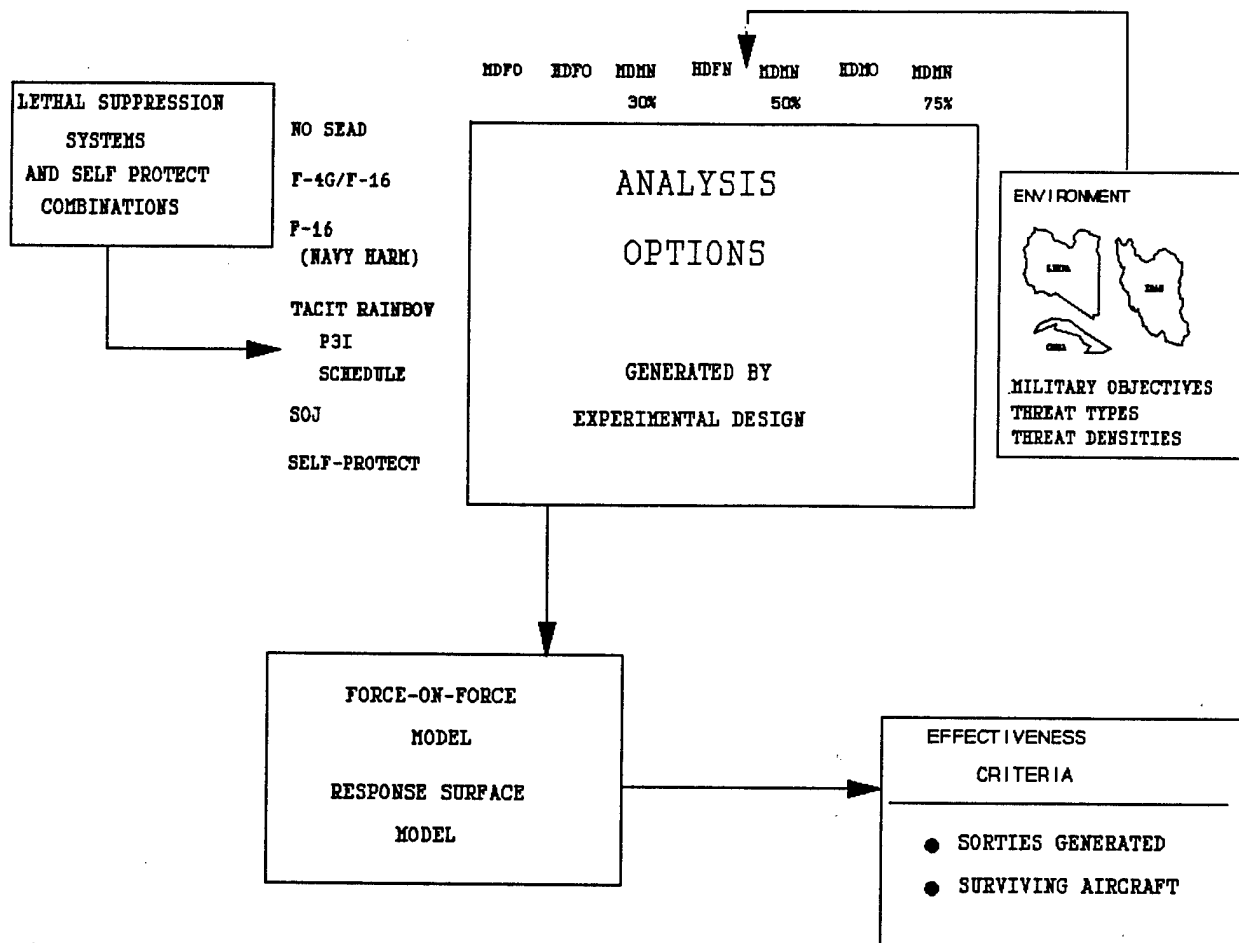 MDFO HDFO MDMN HDFN MDMN HDMO MDMN
30% 50% 75%
LETHAL SUPPRESSION
SYSTEMS
AND SELF PROTECT
COMBINATIONS
NO SEAD
F-4G/F-16
F-16
(NAVY HARM)
TACIT RAINBOW
P3I
SCHEDULE
SOJ
SELF-PROTECT
ANALYSIS
OPTIONS
GENERATED BY
EXPERIMENTAL DESIGN
ENVIRONMENT
LIBYA
IRAN
CUBA
MILITARY OBJECTIVES
THREAT TYPES
THREAT DENSITIES
FORCE-ON-FORCE
MODEL
RESPONSE SURFACE
MODEL
EFFECTIVENESS
CRITERIA
● SORTIES GENERATED
● SURVIVING AIRCRAFT